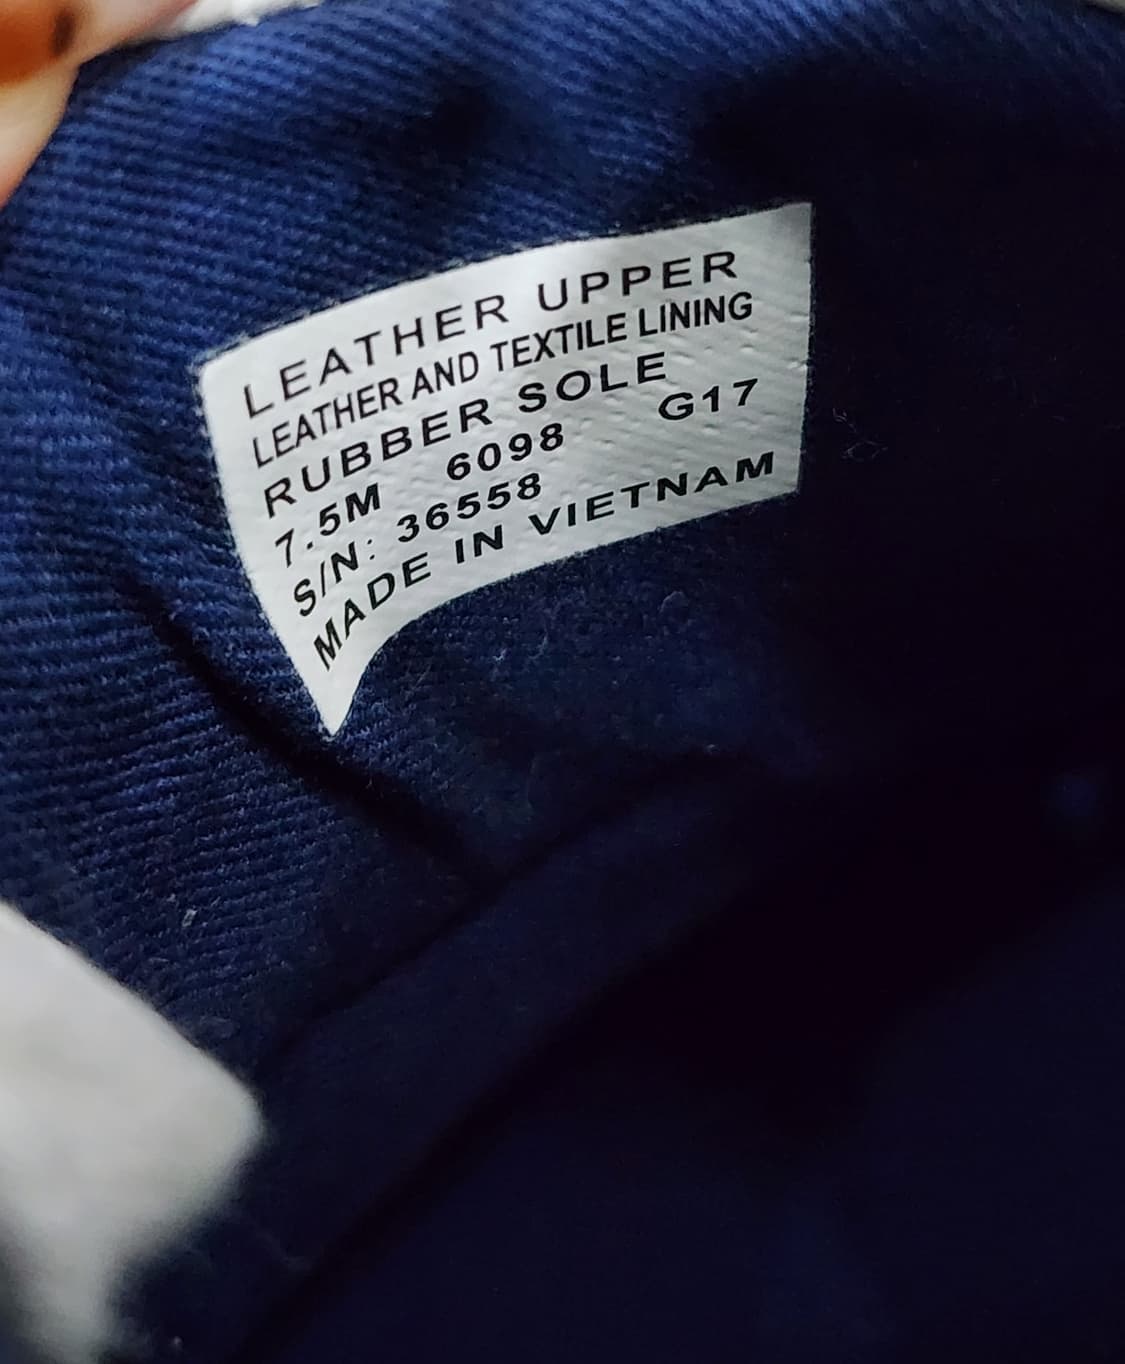 LEATHER UPPER
LEATHER AND TEXTILE LINING
RUBBER SOLE
7.5M 6098 G17
S/N: 36558
MADE IN VIETNAM